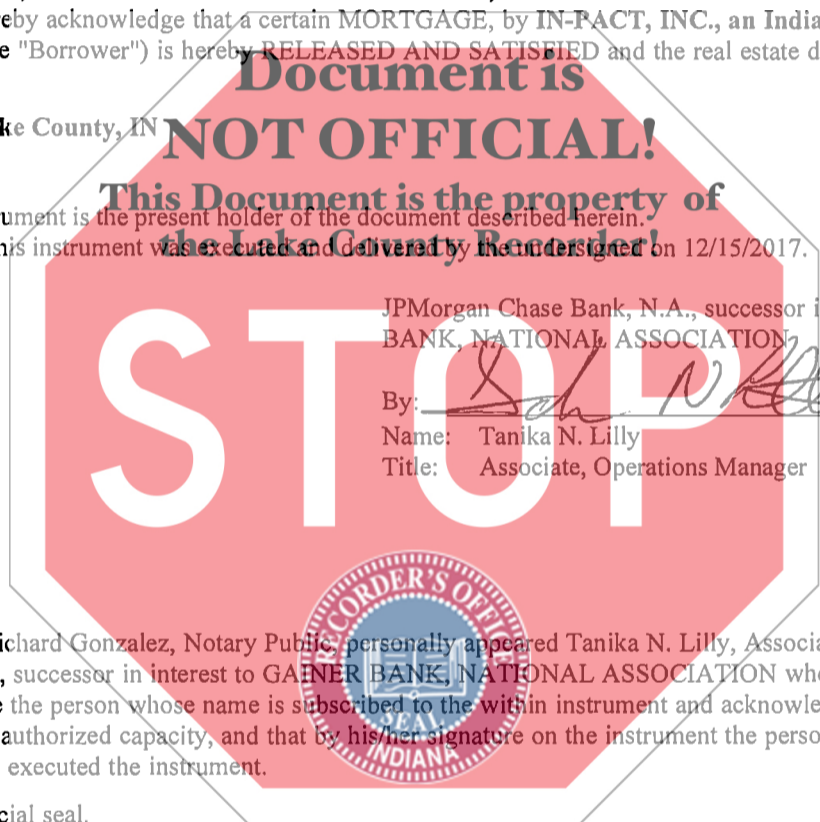 eby acknowledge that a certain MORTGAGE, by IN-PACT, INC., an India
e "Borrower") is hereby RELEASED AND SATISFIED and the real estate d
Document is
ke County, IN
NOT OFFICIAL!
This Document is the property of
ument is the present holder of the document described herein.
the Lake County Recorder!
his instrument was executed and delivered by the undersigned on 12/15/2017.
JPMorgan Chase Bank, N.A., successor i
BANK, NATIONAL ASSOCIATION
STOP
By:
Name: Tanika N. Lilly
Title: Associate, Operations Manager
RECORDER'S OFFICE
SEAL
INDIANA
ichard Gonzalez, Notary Public, personally appeared Tanika N. Lilly, Associa
, successor in interest to GAINER BANK, NATIONAL ASSOCIATION who
e the person whose name is subscribed to the within instrument and acknowle
authorized capacity, and that by his/her signature on the instrument the perso
executed the instrument.
cial seal.